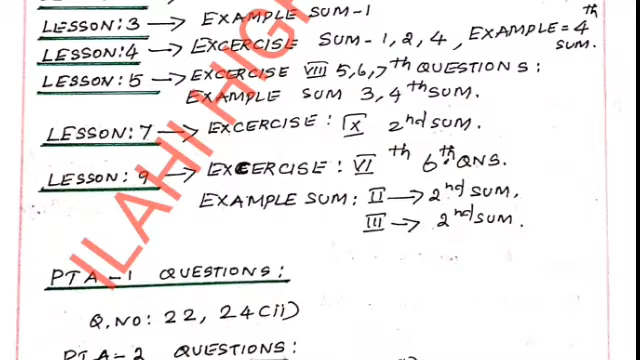 LESSON: 3 → EXAMPLE SUM-1
LESSON: 4 → EXCERCISE SUM - 1, 2, 4, EXAMPLE = 4th SUM.
LESSON: 5 → EXCERCISE VIII 5, 6, 7th QUESTIONS:
EXAMPLE SUM 3, 4th SUM.
LESSON: 7 → EXCERCISE: X 2nd SUM.
LESSON: 9 → EXCERCISE: VI th 6th QNS.
EXAMPLE SUM: II → 2nd SUM,
III → 2nd SUM.
PTA-1 QUESTIONS:
Q.NO: 22, 24(ii)
PTA-2 QUESTIONS:
ILAHI HIGH